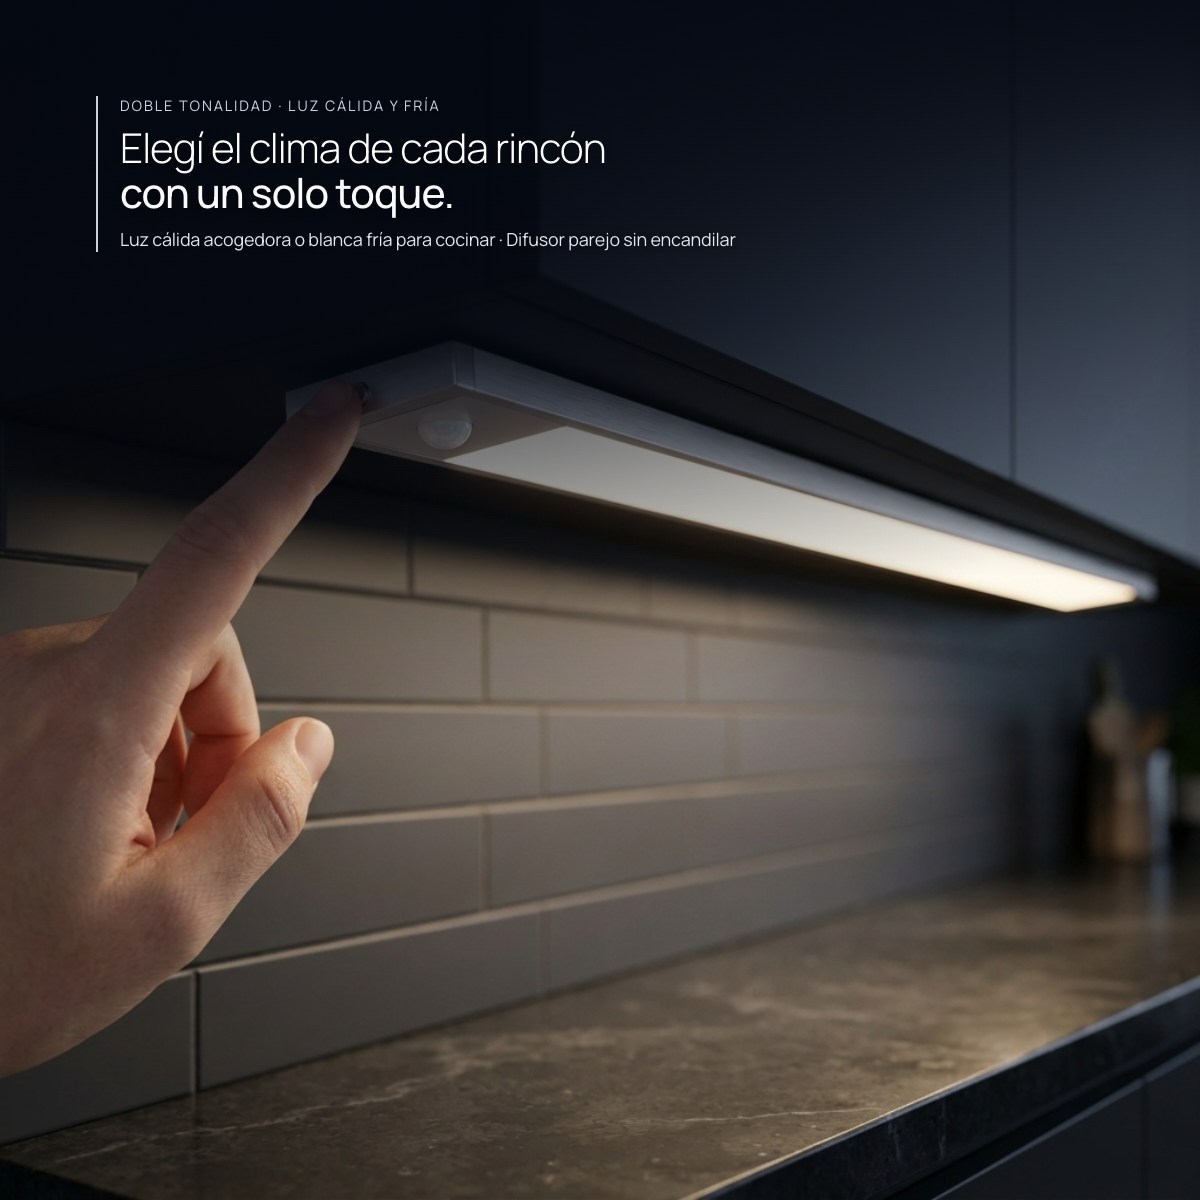 DOBLE TONALIDAD · LUZ CÁLIDA Y FRÍA
Elegí el clima de cada rincón
con un solo toque.
Luz cálida acogedora o blanca fría para cocinar · Difusor parejo sin encandilar